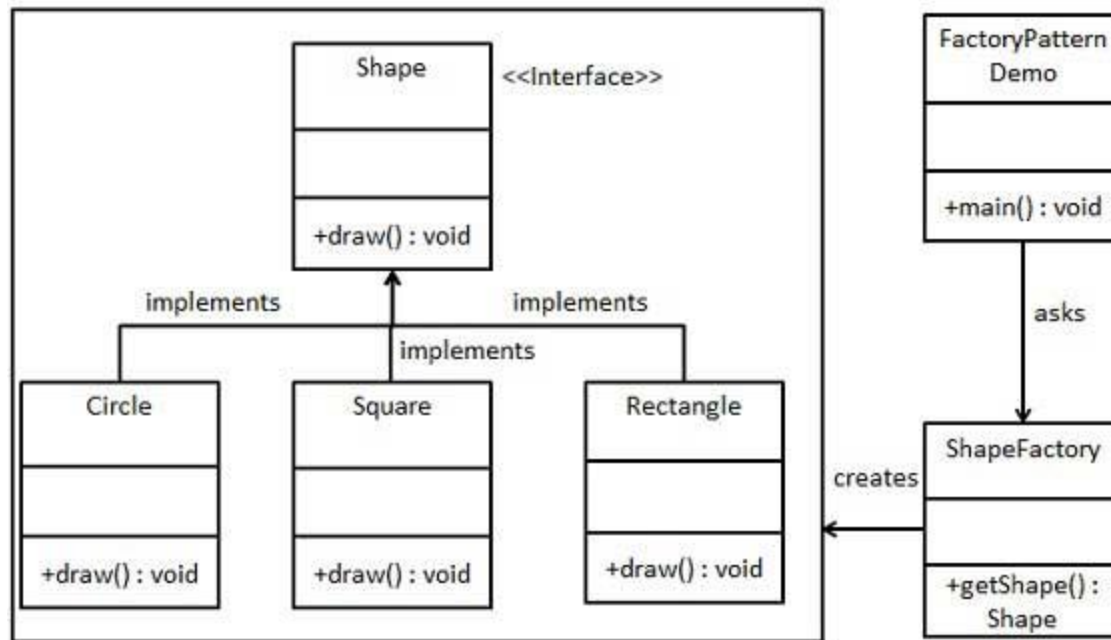 Shape
<<Interface>>
+draw() : void
implements
implements
implements
Circle
+draw() : void
Square
+draw() : void
Rectangle
+draw() : void
FactoryPattern
Demo
+main() : void
asks
ShapeFactory
creates
+getShape() :
Shape